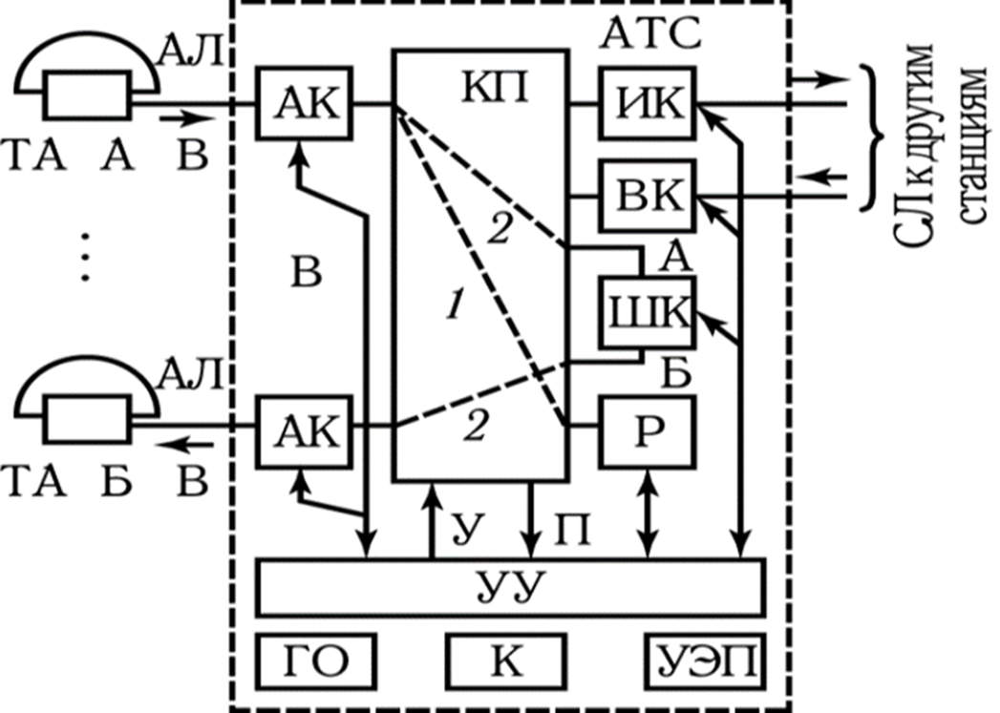 АТС
АЛ
КП
АК
ИК
ТА А В
ВК
СЛ к другим
станциям
2
А
В
1
ШК
АЛ
Б
АК
2
Р
ТА Б В
У П
УУ
ГО К УЭП